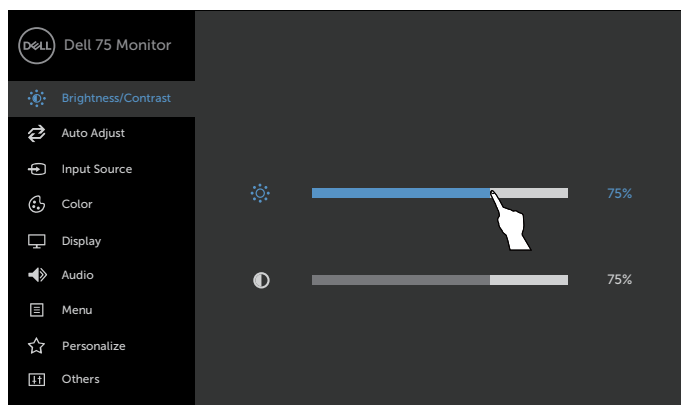 DELL
Dell 75 Monitor
Brightness/Contrast
Auto Adjust
Input Source
Color
Display
Audio
Menu
Personalize
Others
75%
75%